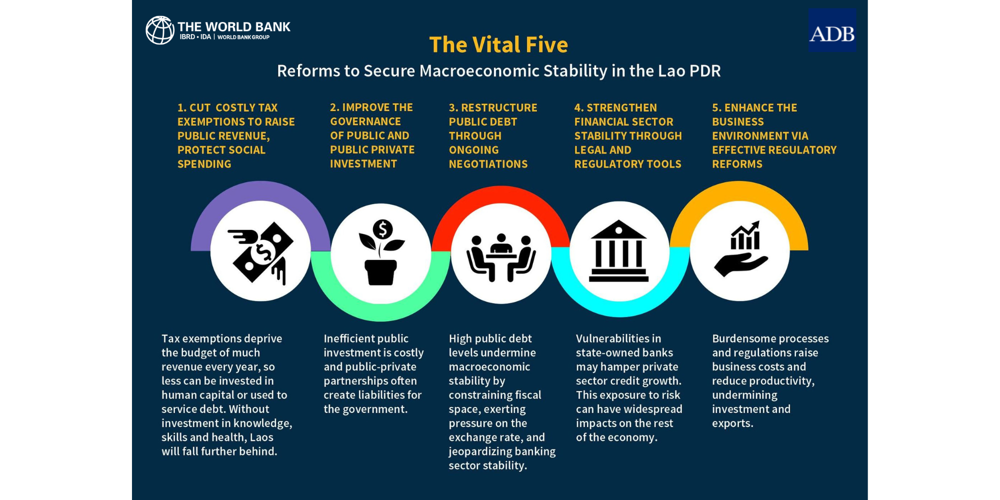 THE WORLD BANK
IBRD • IDA | WORLD BANK GROUP
ADB
The Vital Five
Reforms to Secure Macroeconomic Stability in the Lao PDR
1. CUT COSTLY TAX
EXEMPTIONS TO RAISE
PUBLIC REVENUE,
PROTECT SOCIAL
SPENDING
2. IMPROVE THE
GOVERNANCE
OF PUBLIC AND
PUBLIC PRIVATE
INVESTMENT
3. RESTRUCTURE
PUBLIC DEBT
THROUGH
ONGOING
NEGOTIATIONS
4. STRENGTHEN
FINANCIAL SECTOR
STABILITY THROUGH
LEGAL AND
REGULATORY TOOLS
5. ENHANCE THE
BUSINESS
ENVIRONMENT VIA
EFFECTIVE REGULATORY
REFORMS
$
$
Tax exemptions deprive
the budget of much
revenue every year, so
less can be invested in
human capital or used to
service debt. Without
investment in knowledge,
skills and health, Laos
will fall further behind.
Inefficient public
investment is costly
and public-private
partnerships often
create liabilities for
the government.
High public debt
levels undermine
macroeconomic
stability by
constraining fiscal
space, exerting
pressure on the
exchange rate, and
jeopardizing banking
sector stability.
Vulnerabilities in
state-owned banks
may hamper private
sector credit growth.
This exposure to risk
can have widespread
impacts on the rest
of the economy.
Burdensome processes
and regulations raise
business costs and
reduce productivity,
undermining
investment and
exports.